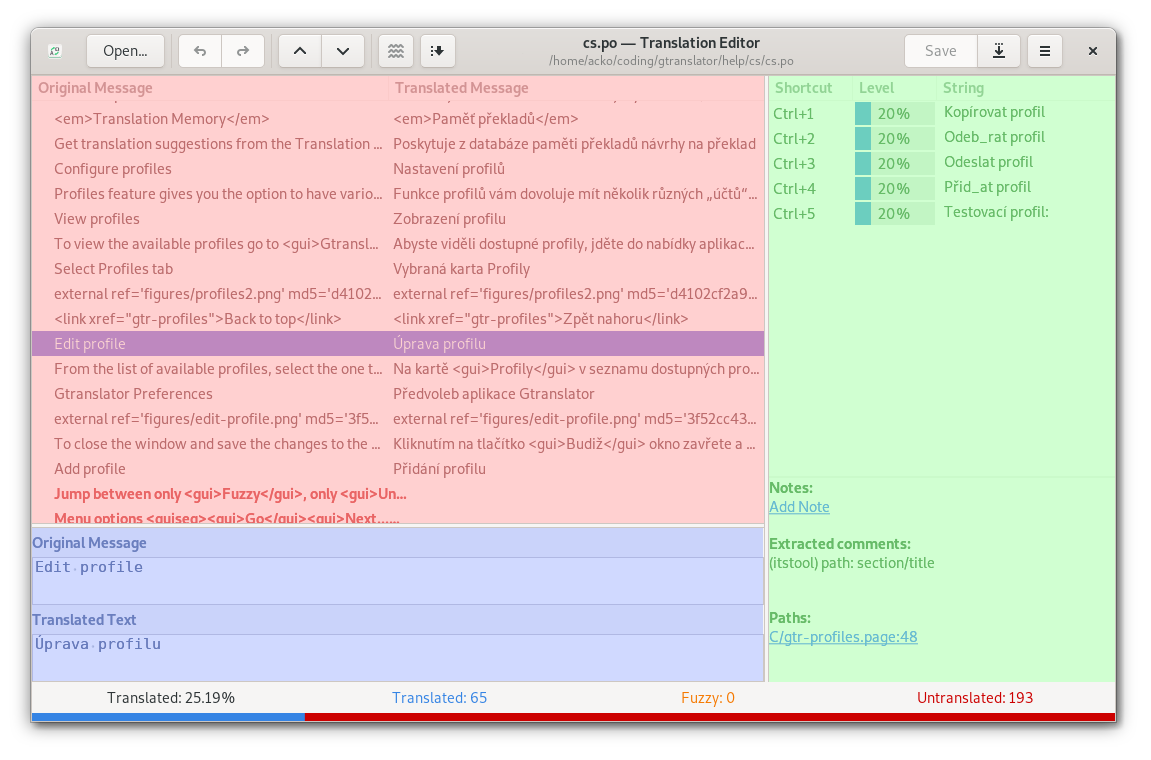 Open...
Save
cs.po — Translation Editor
/home/acko/coding/gtranslator/help/cs/cs.po
Original Message Translated Message
<em>Translation Memory</em> <em>Paměť překladů</em>
Get translation suggestions from the Translation ... Poskytuje z databáze paměti překladů návrhy na překlad
Configure profiles Nastavení profilů
Profiles feature gives you the option to have vario... Funkce profilů vám dovoluje mít několik různých „účtů“...
View profiles Zobrazení profilu
To view the available profiles go to <gui>Gtransl... Abyste viděli dostupné profily, jděte do nabídky aplikac...
Select Profiles tab Vybraná karta Profily
external ref='figures/profiles2.png' md5='d4102... external ref='figures/profiles2.png' md5='d4102cf2a9...
<link xref="gtr-profiles">Back to top</link> <link xref="gtr-profiles">Zpět nahoru</link>
Edit profile Úprava profilu
From the list of available profiles, select the one t... Na kartě <gui>Profily</gui> v seznamu dostupných pro...
Gtranslator Preferences Předvoleb aplikace Gtranslator
external ref='figures/edit-profile.png' md5='3f5... external ref='figures/edit-profile.png' md5='3f52cc43...
To close the window and save the changes to the ... Kliknutím na tlačítko <gui>Budiž</gui> okno zavřete a ...
Add profile Přidání profilu
Jump between only <gui>Fuzzy</gui>, only <gui>Un...
Menu options <guiseq><gui>Go</gui><gui>Next......
Original Message
Edit profile
Translated Text
Úprava profilu
Shortcut Level String
Ctrl+1 20% Kopírovat profil
Ctrl+2 20% Odeb_rat profil
Ctrl+3 20% Odeslat profil
Ctrl+4 20% Přid_at profil
Ctrl+5 20% Testovací profil:
Notes:
Add Note
Extracted comments:
(itstool) path: section/title
Paths:
C/gtr-profiles.page:48
Translated: 25.19% Translated: 65 Fuzzy: 0 Untranslated: 193